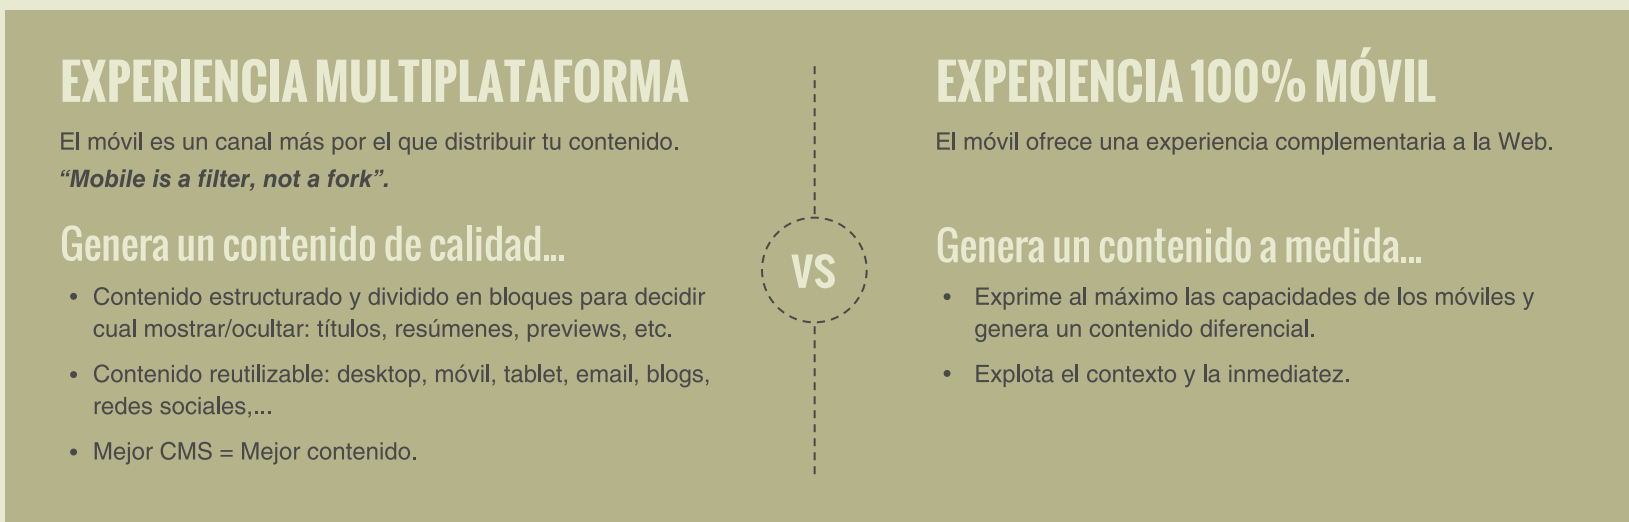 EXPERIENCIA MULTIPLATAFORMA
El móvil es un canal más por el que distribuir tu contenido.
“Mobile is a filter, not a fork”.
Genera un contenido de calidad...
• Contenido estructurado y dividido en bloques para decidir
cual mostrar/ocultar: títulos, resúmenes, previews, etc.
• Contenido reutilizable: desktop, móvil, tablet, email, blogs,
redes sociales,...
• Mejor CMS = Mejor contenido.
VS
EXPERIENCIA 100% MÓVIL
El móvil ofrece una experiencia complementaria a la Web.
Genera un contenido a medida...
• Exprime al máximo las capacidades de los móviles y
genera un contenido diferencial.
• Explota el contexto y la inmediatez.